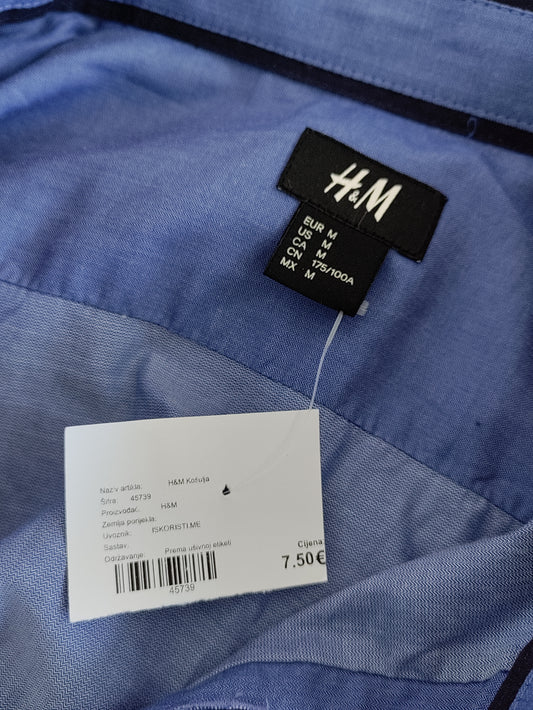 H&M
EUR M
US M
CA M
CN 175/100A
MX M
Naziv artikla: H&M Košulja
Šifra: 45739
Proizvođač: H&M
Zemlja porijekla:
Uvoznik: ISKORISTI.ME
Sastav:
Održavanje: Prema ušivnoj etiketi
Cijena
7.50€
45739